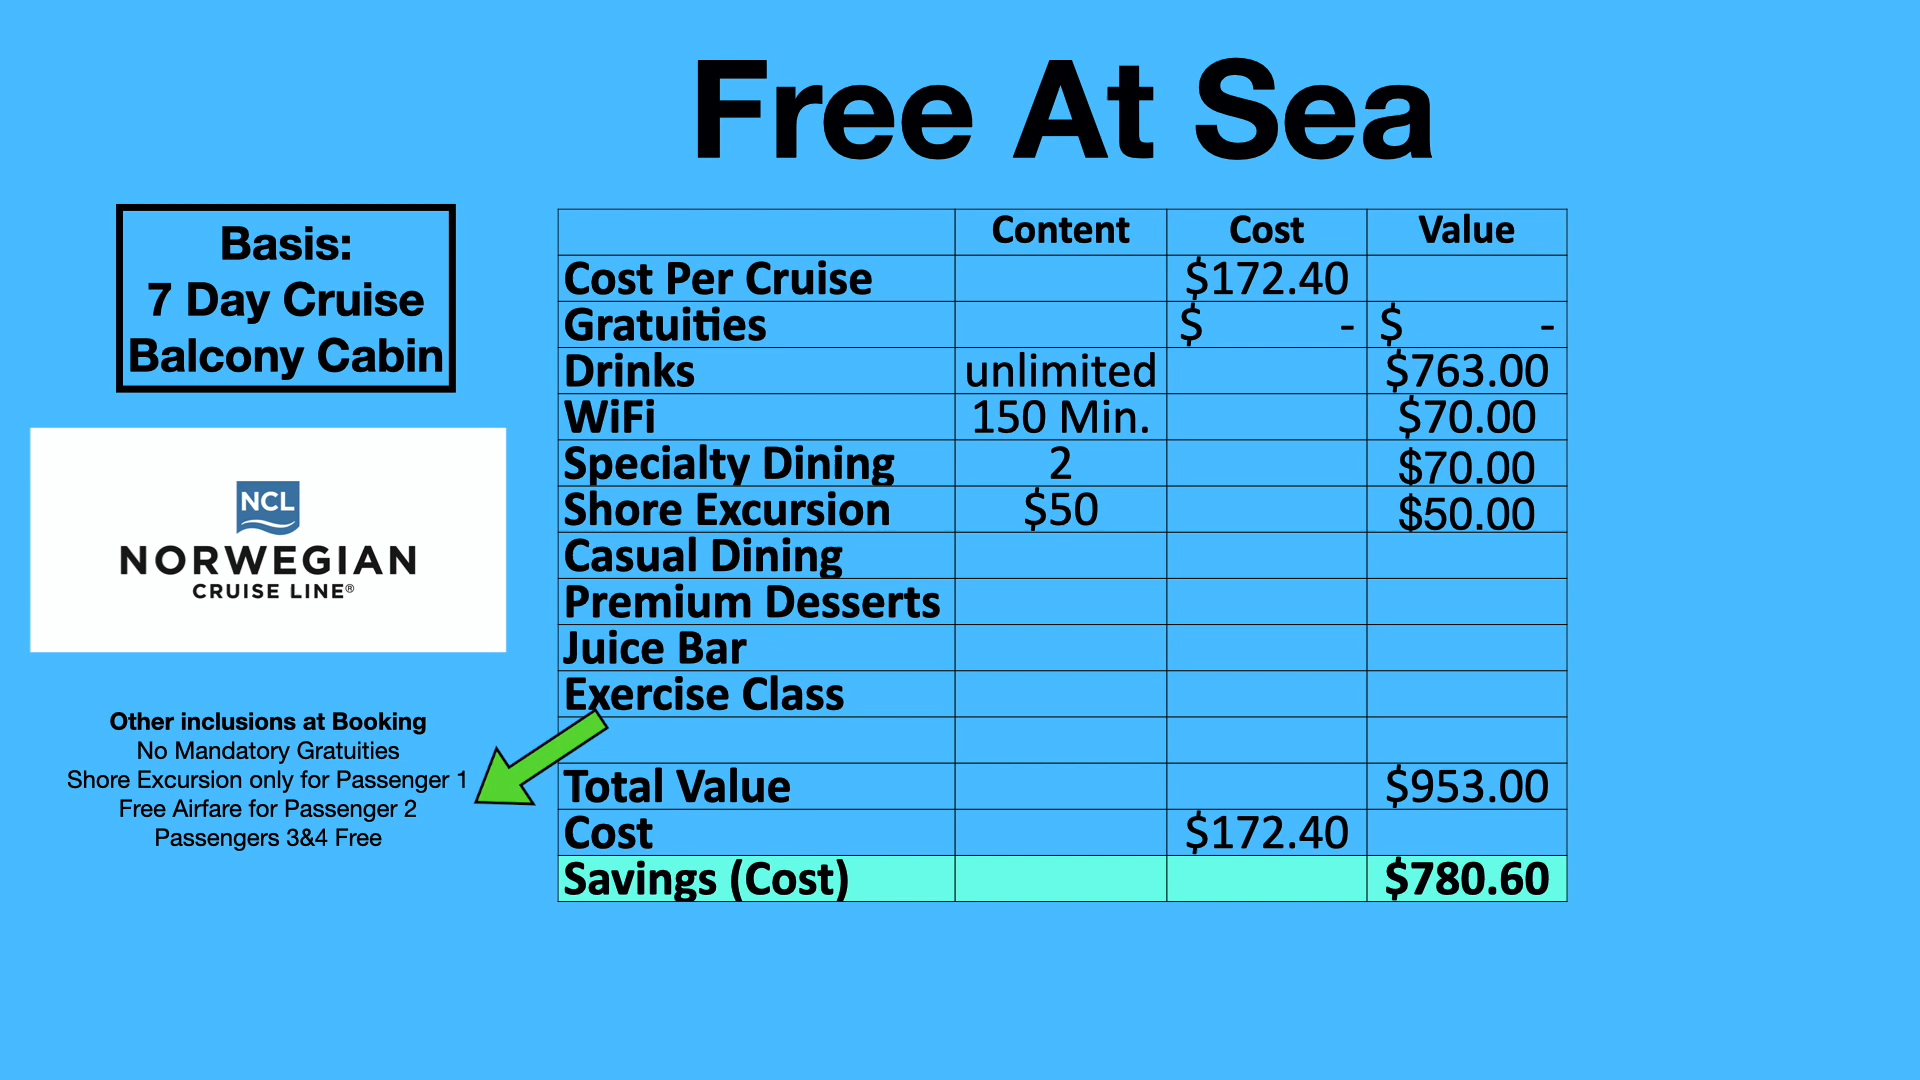 Free At Sea
Basis:
7 Day Cruise
Balcony Cabin
NCL
NORWEGIAN
CRUISE LINE®
Other inclusions at Booking
No Mandatory Gratuities
Shore Excursion only for Passenger 1
Free Airfare for Passenger 2
Passengers 3&4 Free
Content Cost Value
Cost Per Cruise $172.40
Gratuities $ - $ -
Drinks unlimited $763.00
WiFi 150 Min. $70.00
Specialty Dining 2 $70.00
Shore Excursion $50 $50.00
Casual Dining
Premium Desserts
Juice Bar
Exercise Class
Total Value $953.00
Cost $172.40
Savings (Cost) $780.60